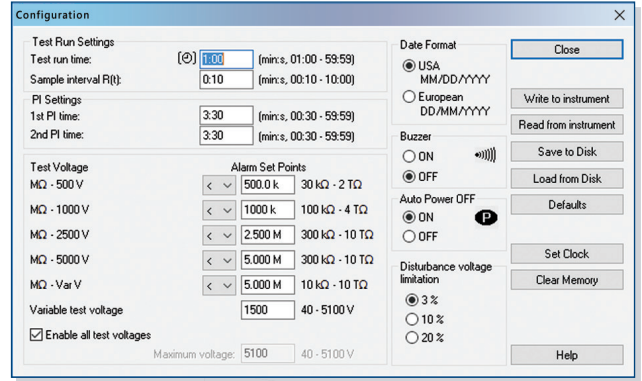 Configuration
Test Run Settings
Test run time: 1:00 (min:s, 01:00 - 59:59)
Sample interval R(t): 0:10 (min:s, 00:10 - 10:00)
PI Settings
1st PI time: 3:30 (min:s, 00:30 - 59:59)
2nd PI time: 3:30 (min:s, 00:30 - 59:59)
Test Voltage Alarm Set Points
MΩ - 500 V < 500.0 k 30 kΩ - 2 TΩ
MΩ - 1000 V < 1000 k 100 kΩ - 4 TΩ
MΩ - 2500 V < 2.500 M 300 kΩ - 10 TΩ
MΩ - 5000 V < 5.000 M 300 kΩ - 10 TΩ
MΩ - Var V < 5.000 M 10 kΩ - 10 TΩ
Variable test voltage 1500 40 - 5100 V
Enable all test voltages
Maximum voltage: 5100 40 - 5100 V
Date Format
USA
MM/DD/YYYY
European
DD/MM/YYYY
Buzzer
ON
OFF
Auto Power OFF
ON P
OFF
Disturbance voltage
limitation
3 %
10 %
20 %
Close
Write to instrument
Read from instrument
Save to Disk
Load from Disk
Defaults
Set Clock
Clear Memory
Help